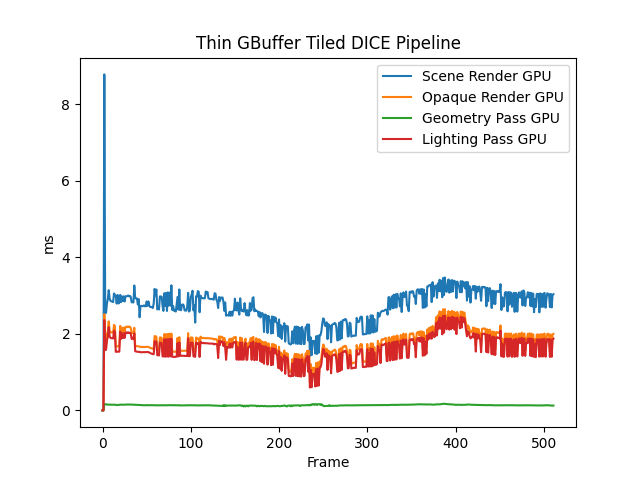 Thin GBuffer Tiled DICE Pipeline
Scene Render GPU
Opaque Render GPU
Geometry Pass GPU
Lighting Pass GPU
8
6
4
2
0
ms
0 100 200 300 400 500
Frame